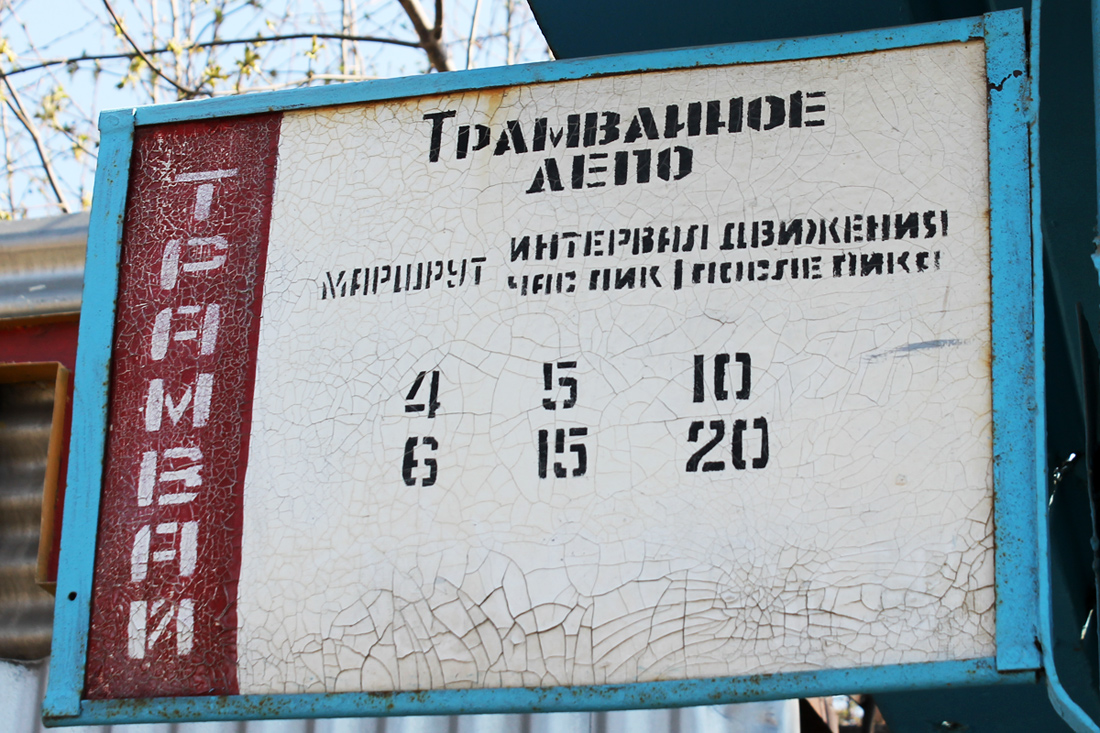 ТРАМВАЙ
ТРАМВАЙНОЕ
ДЕПО
МАРШРУТ ИНТЕРВАЛ ДВИЖЕНИЯ
ЧАС ПИК | ПОСЛЕ ПИКА
4 5 10
6 15 20